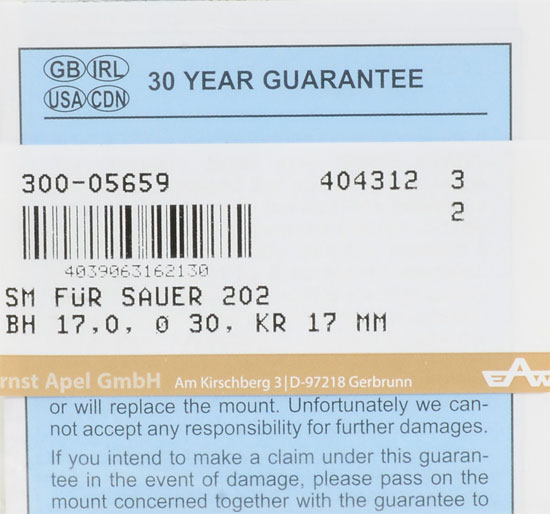 GB IRL
USA CDN
30 YEAR GUARANTEE
300-05659 404312 3
2
4039063162130
SM FÜR SAUER 202
BH 17,0, Ø 30, KR 17 MM
rnst Apel GmbH Am Kirschberg 3|D-97218 Gerbrunn EAW
or will replace the mount. Unfortunately we can-
not accept any responsibility for further damages.
If you intend to make a claim under this guaran-
tee in the event of damage, please pass on the
mount concerned together with the guarantee to